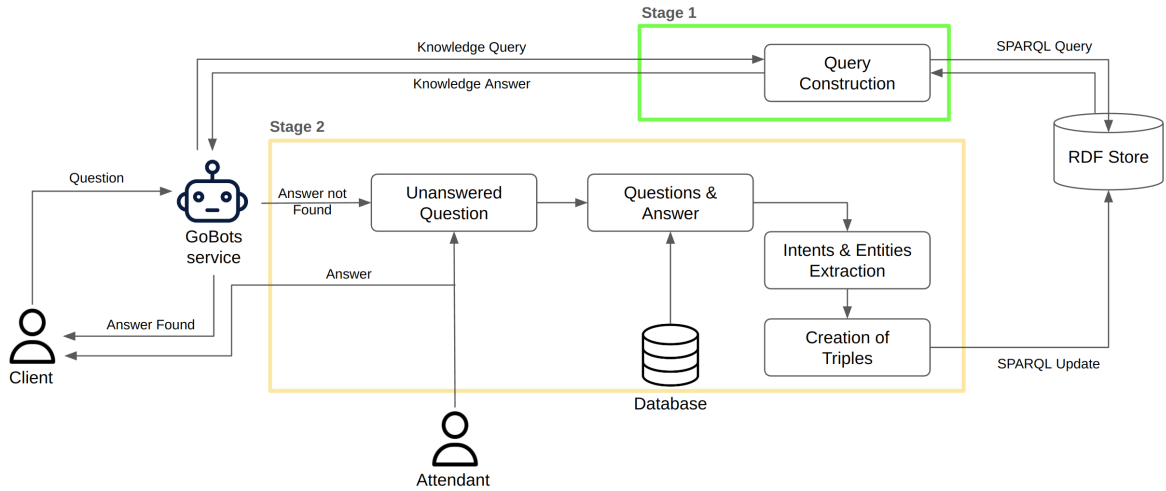 Stage 1
Knowledge Query
Query
Construction
SPARQL Query
Knowledge Answer
Stage 2
RDF Store
Question
Answer not
Found
Unanswered
Question
Questions &
Answer
GoBots
service
Intents & Entities
Extraction
Answer
Answer Found
Creation of
Triples
SPARQL Update
Client
Database
Attendant